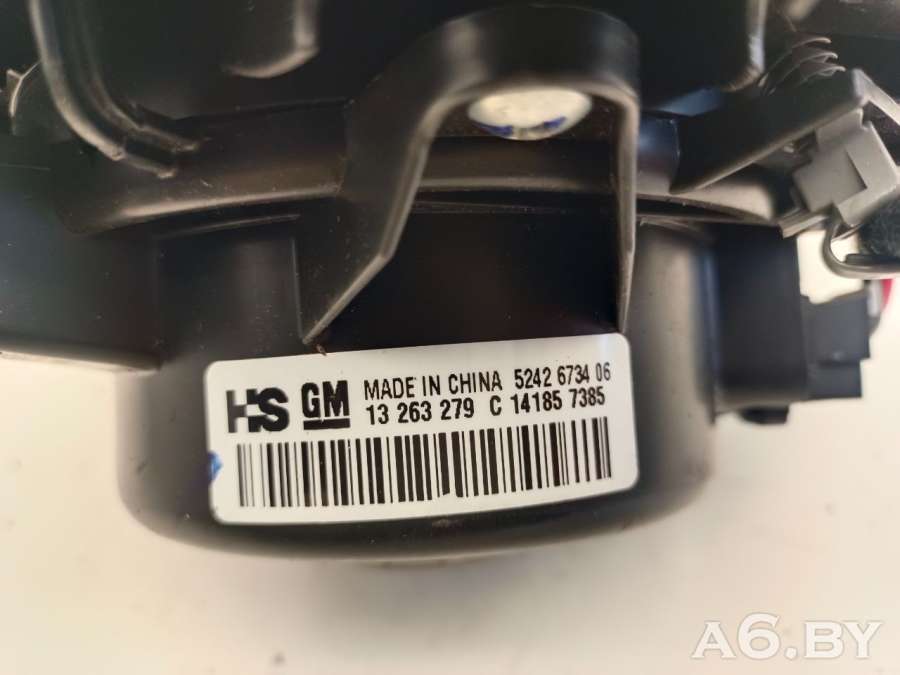 HS GM MADE IN CHINA 5242 6734 06
13 263 279 C 14185 7385
A6.BY